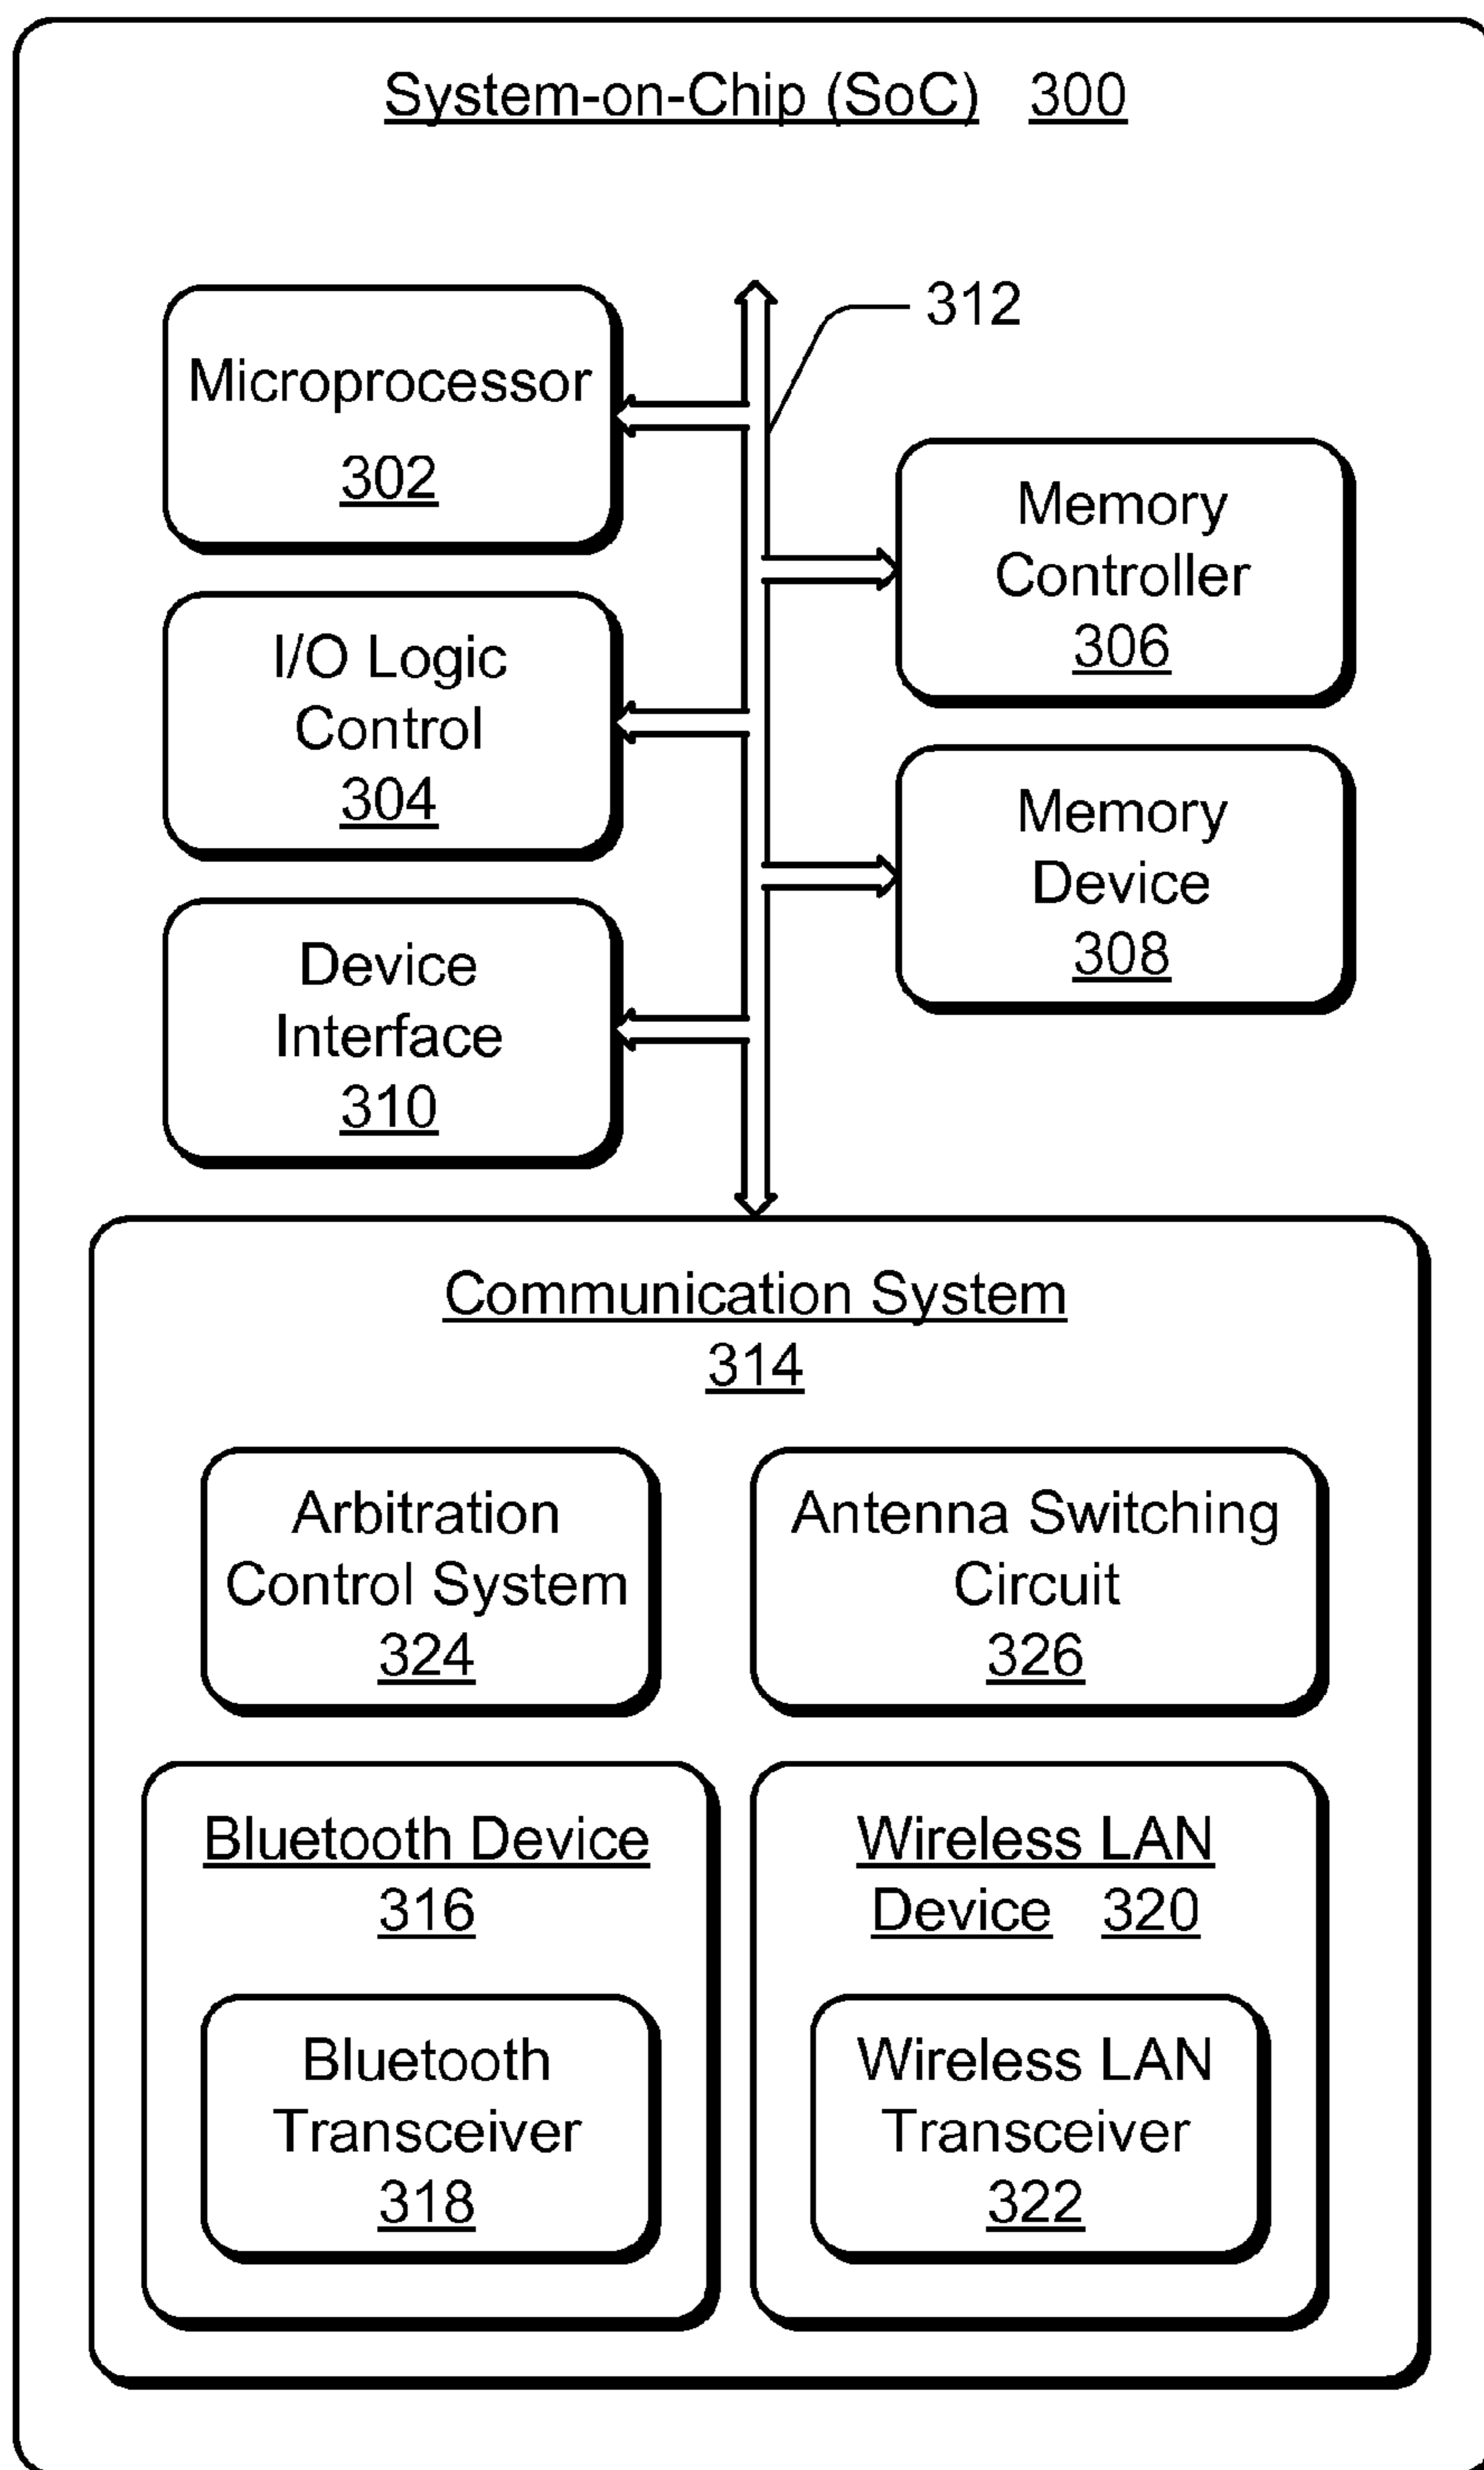 System-on-Chip (SoC) 300
312
Microprocessor
302
Memory
Controller
306
I/O Logic
Control
304
Memory
Device
308
Device
Interface
310
Communication System
314
Arbitration
Control System
324
Antenna Switching
Circuit
326
Bluetooth Device
316
Wireless LAN
Device 320
Bluetooth
Transceiver
318
Wireless LAN
Transceiver
322